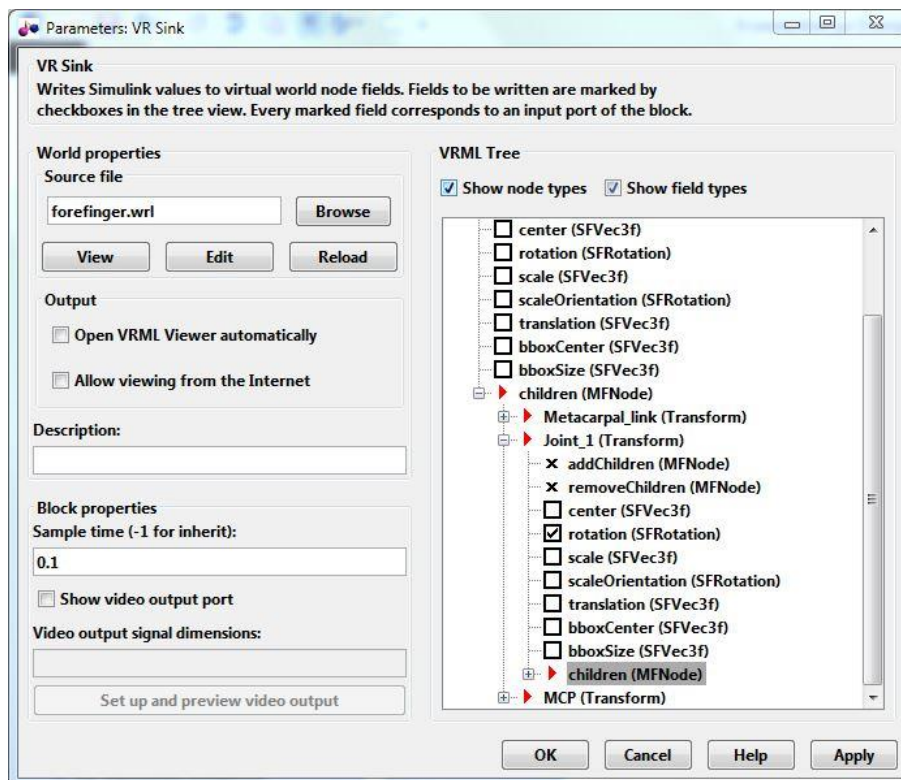 Parameters: VR Sink
VR Sink
Writes Simulink values to virtual world node fields. Fields to be written are marked by
checkboxes in the tree view. Every marked field corresponds to an input port of the block.
World properties
Source file
forefinger.wrl
Browse
View
Edit
Reload
Output
Open VRML Viewer automatically
Allow viewing from the Internet
Description:
Block properties
Sample time (-1 for inherit):
0.1
Show video output port
Video output signal dimensions:
Set up and preview video output
VRML Tree
Show node types
Show field types
center (SFVec3f)
rotation (SFRotation)
scale (SFVec3f)
scaleOrientation (SFRotation)
translation (SFVec3f)
bboxCenter (SFVec3f)
bboxSize (SFVec3f)
children (MFNode)
Metacarpal_link (Transform)
Joint_1 (Transform)
addChildren (MFNode)
removeChildren (MFNode)
center (SFVec3f)
rotation (SFRotation)
scale (SFVec3f)
scaleOrientation (SFRotation)
translation (SFVec3f)
bboxCenter (SFVec3f)
bboxSize (SFVec3f)
children (MFNode)
MCP (Transform)
OK
Cancel
Help
Apply